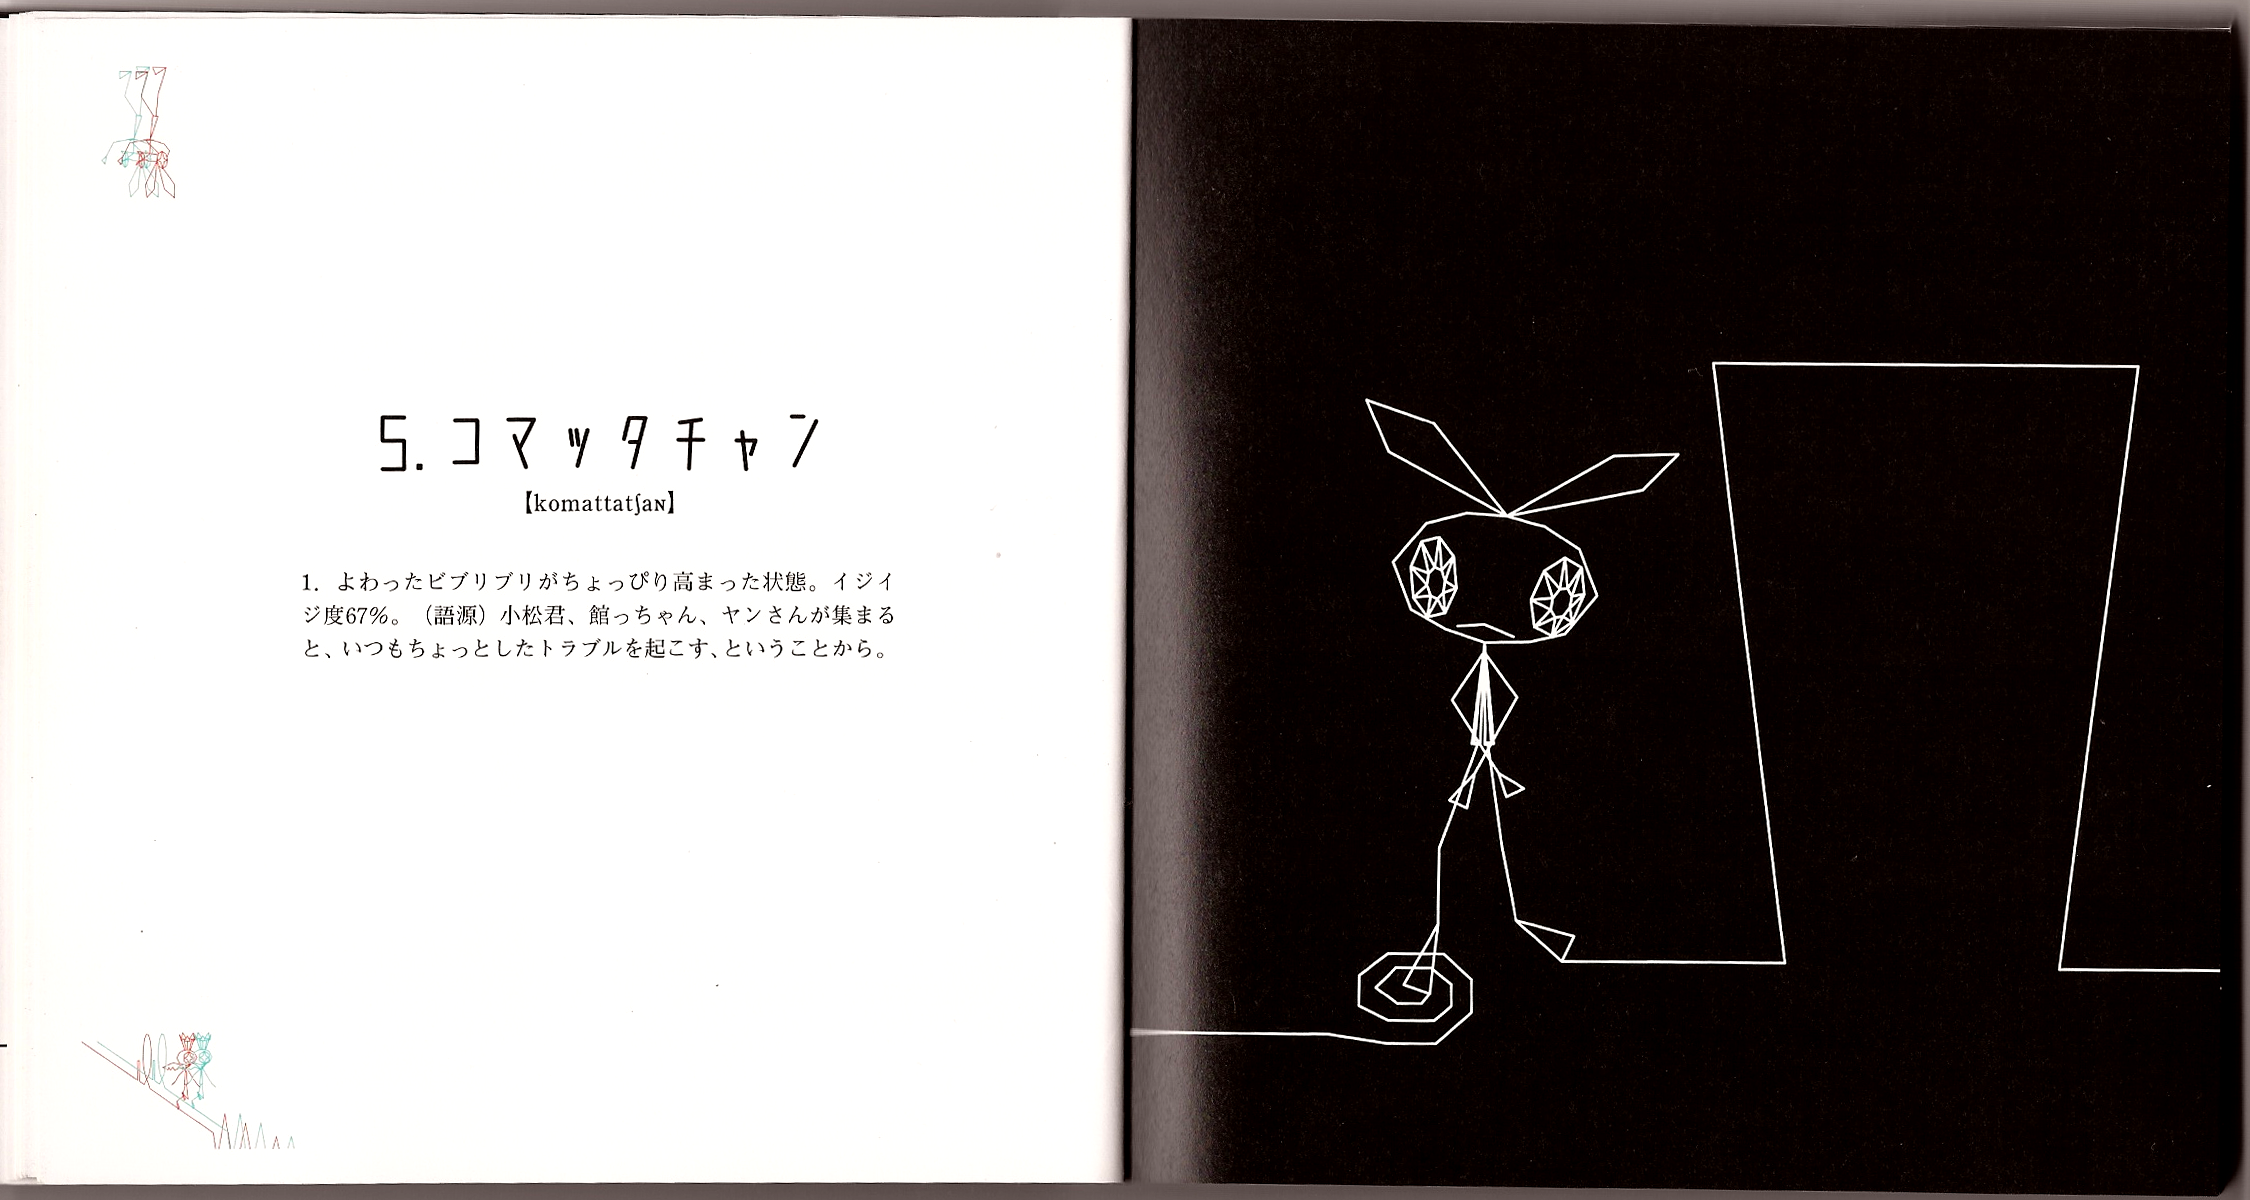 5.コマッタチャン
【komattatʃaɴ】
1. よわったビブリブリがちょっぴり高まった状態。イジイ
ジ度67%。（語源）小松君、館っちゃん、ヤンさんが集まる
と、いつもちょっとしたトラブルを起こす、ということから。